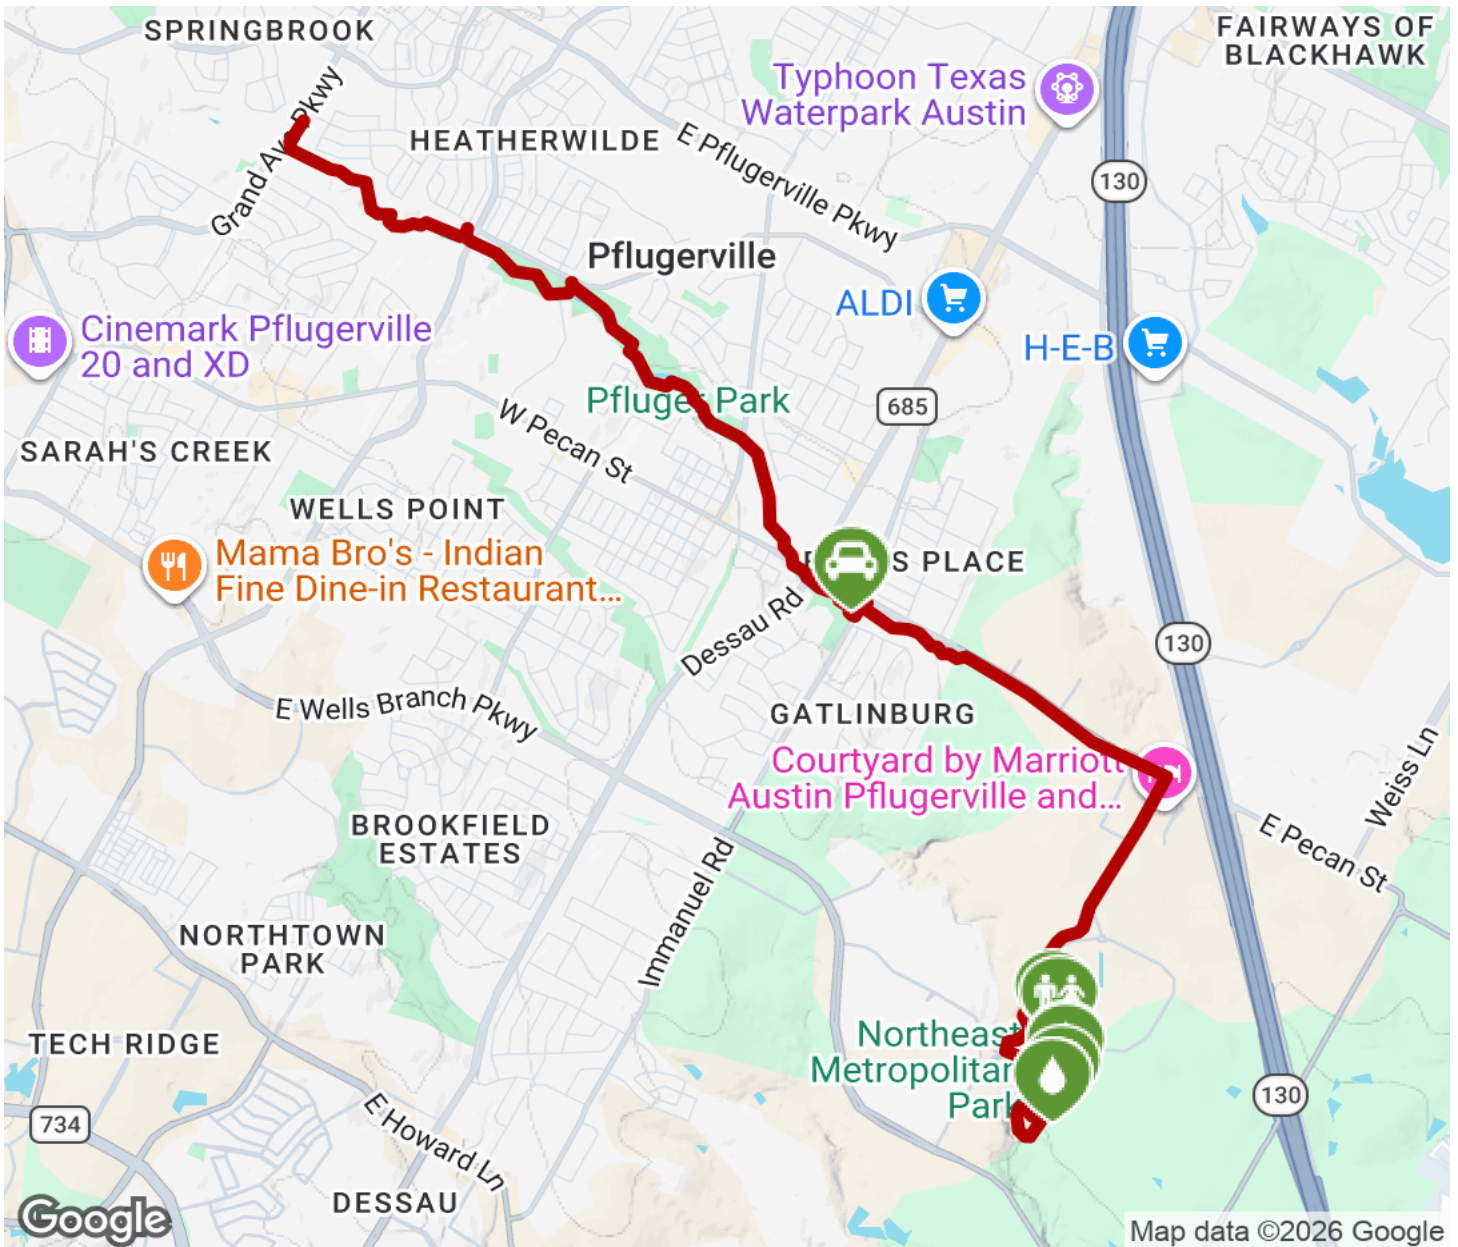 SPRINGBROOK
FAIRWAYS OF
BLACKHAWK
Typhoon Texas
Waterpark Austin
HEATHERWILDE
E Pflugerville Pkwy
130
Grand Ave Pkwy
Pflugerville
ALDI
H-E-B
Cinemark Pflugerville
20 and XD
Pfluger Park
685
W Pecan St
SARAH'S CREEK
WELLS POINT
Mama Bro's - Indian
Fine Dine-in Restaurant...
S PLACE
Dessau Rd
130
E Wells Branch Pkwy
GATLINBURG
Courtyard by Marriott
Austin Pflugerville and...
Weiss Ln
E Pecan St
BROOKFIELD
ESTATES
Immanuel Rd
NORTHTOWN
PARK
Northeast
Metropolitan
Park
TECH RIDGE
734
130
E Howard Ln
DESSAU
Google
Map data ©2026 Google